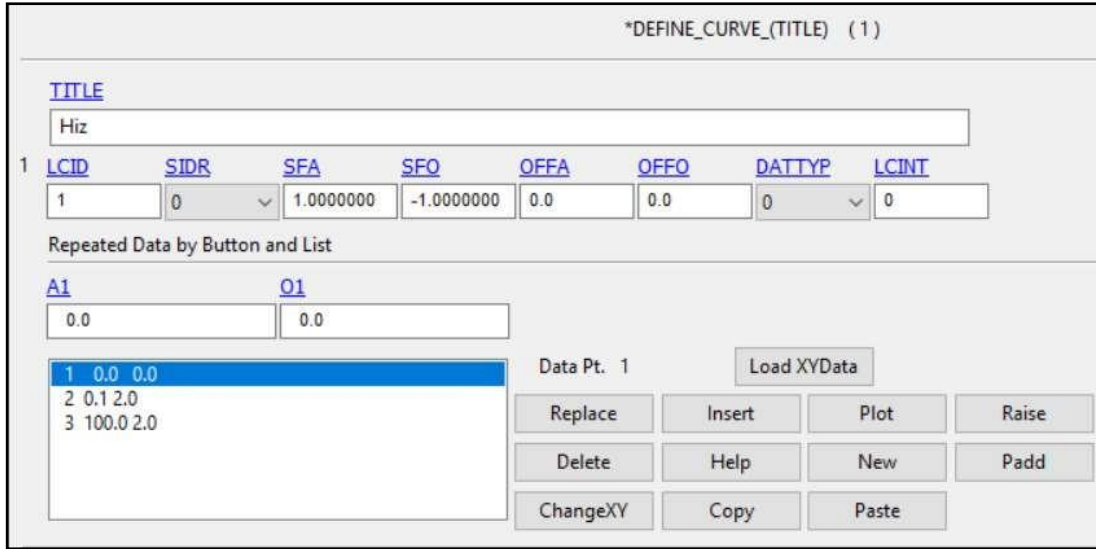 *DEFINE_CURVE_(TITLE) (1)
TITLE
Hiz
1 LCID SIDR SFA SFO OFFA OFFO DATTYP LCINT
1 0 1.0000000 -1.0000000 0.0 0.0 0 0
Repeated Data by Button and List
A1 O1
0.0 0.0
1 0.0 0.0
2 0.1 2.0
3 100.0 2.0
Data Pt. 1 Load XYData
Replace Insert Plot Raise
Delete Help New Padd
ChangeXY Copy Paste